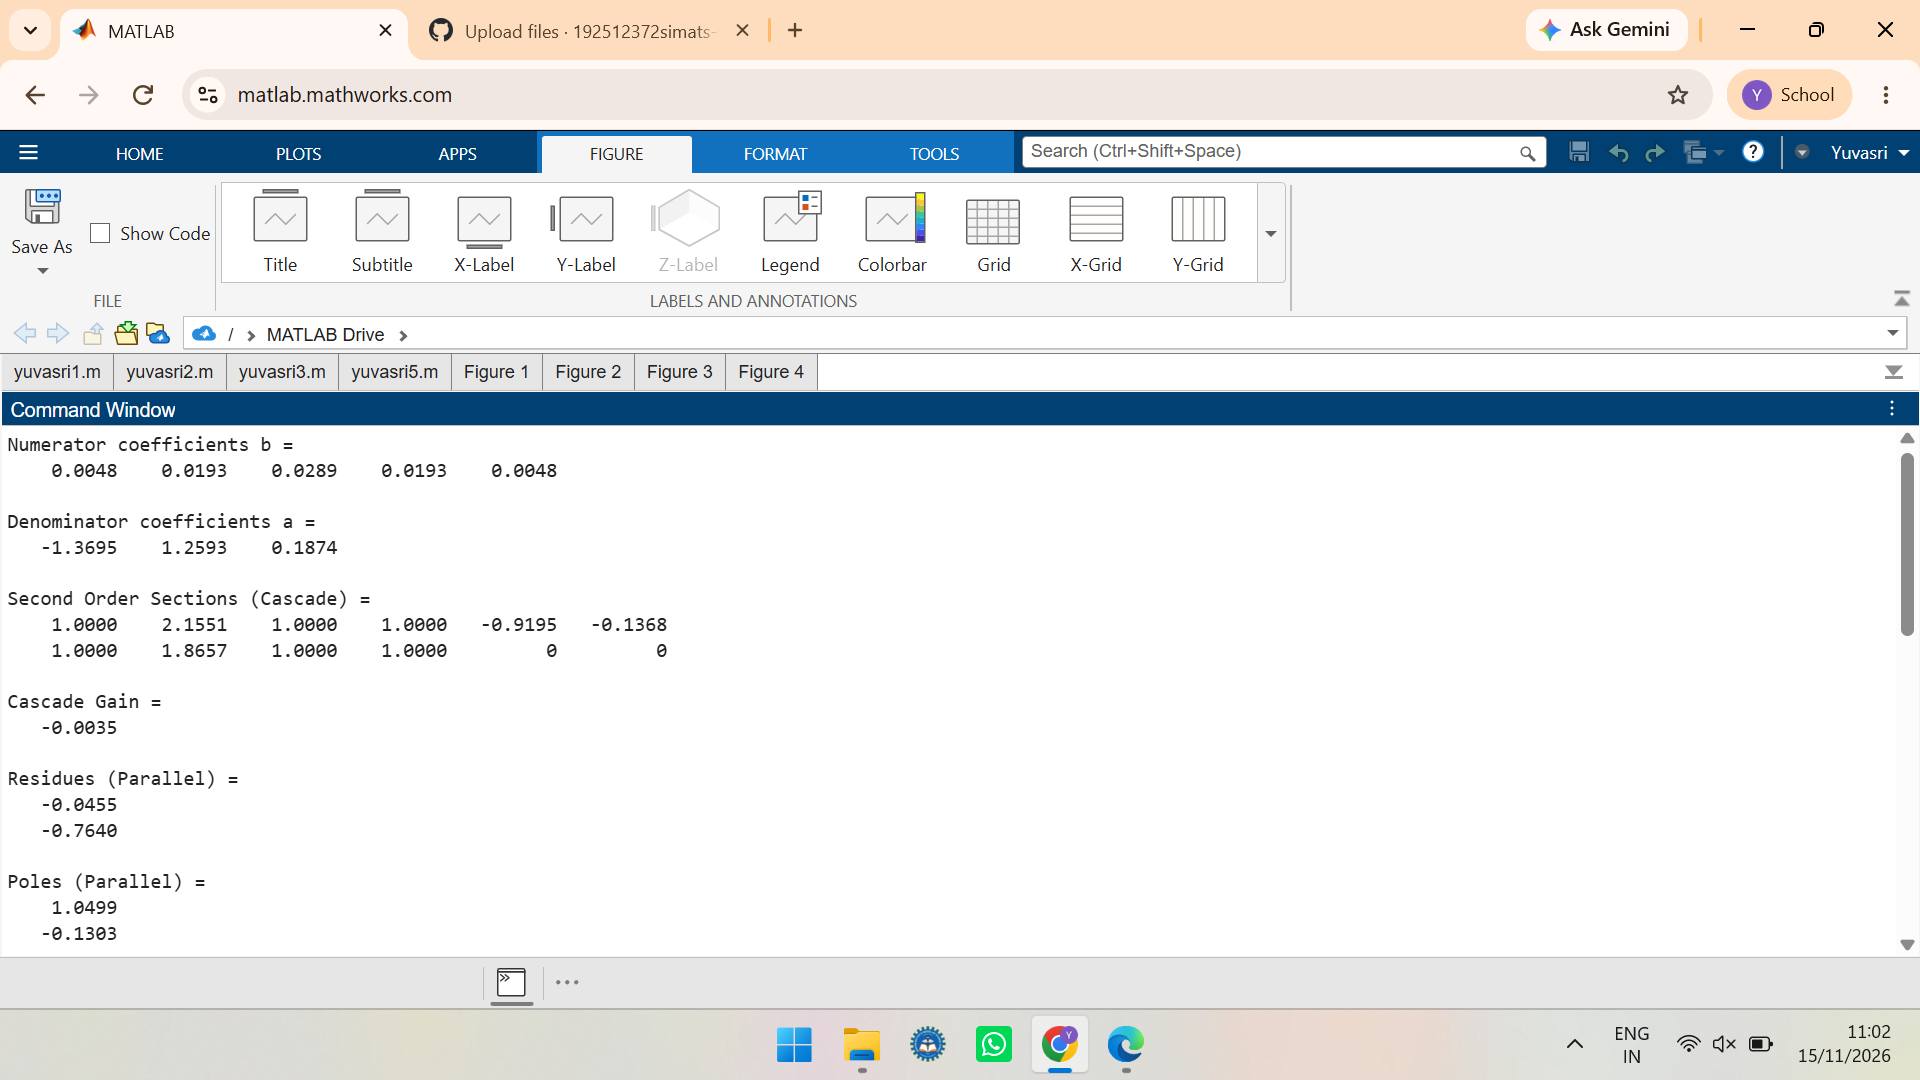 MATLAB
Upload files · 192512372simats-
Ask Gemini
matlab.mathworks.com
Y School
HOME PLOTS APPS FIGURE FORMAT TOOLS Search (Ctrl+Shift+Space) Yuvasri
Save As
Show Code
Title Subtitle X-Label Y-Label Z-Label Legend Colorbar Grid X-Grid Y-Grid
FILE LABELS AND ANNOTATIONS
/ MATLAB Drive
yuvasri1.m yuvasri2.m yuvasri3.m yuvasri5.m Figure 1 Figure 2 Figure 3 Figure 4
Command Window
Numerator coefficients b =
0.0048 0.0193 0.0289 0.0193 0.0048
Denominator coefficients a =
-1.3695 1.2593 0.1874
Second Order Sections (Cascade) =
1.0000 2.1551 1.0000 1.0000 -0.9195 -0.1368
1.0000 1.8657 1.0000 1.0000 0 0
Cascade Gain =
-0.0035
Residues (Parallel) =
-0.0455
-0.7640
Poles (Parallel) =
1.0499
-0.1303
ENG
IN
11:02
15/11/2026